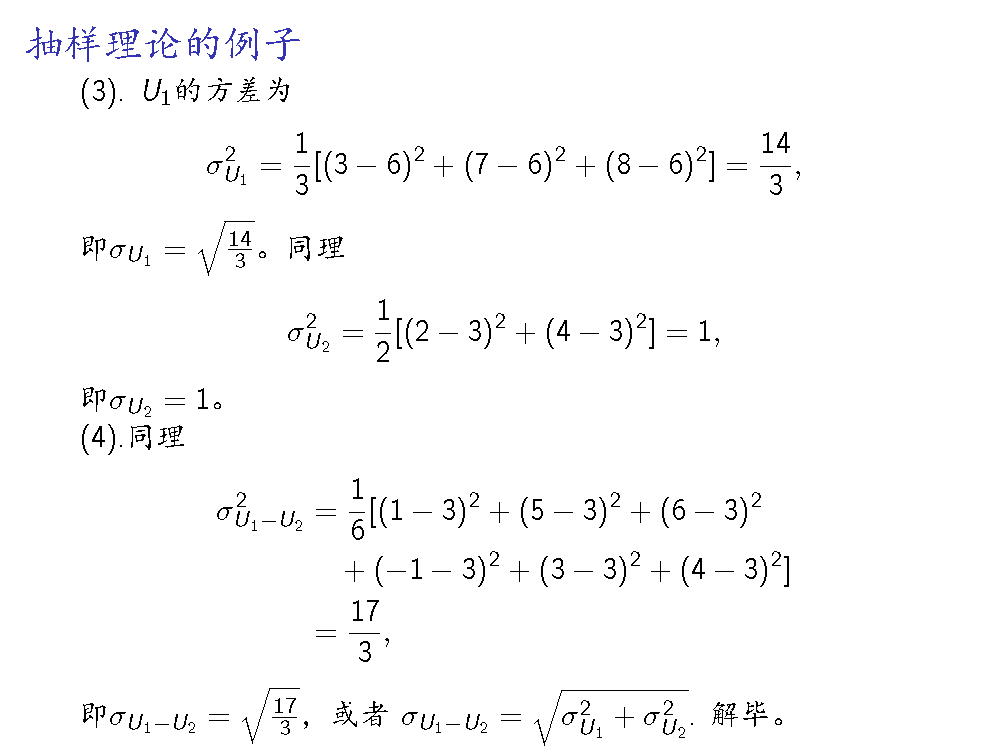 抽样理论的例子
(3). U₁的方差为
σ²_{U₁} = 1/3[(3 − 6)² + (7 − 6)² + (8 − 6)²] = 14/3,
即σ_{U₁} = √(14/3)。同理
σ²_{U₂} = 1/2[(2 − 3)² + (4 − 3)²] = 1,
即σ_{U₂} = 1。
(4).同理
σ²_{U₁−U₂} = 1/6[(1 − 3)² + (5 − 3)² + (6 − 3)²
+ (−1 − 3)² + (3 − 3)² + (4 − 3)²]
= 17/3,
即σ_{U₁−U₂} = √(17/3)，或者 σ_{U₁−U₂} = √(σ²_{U₁} + σ²_{U₂}). 解毕。